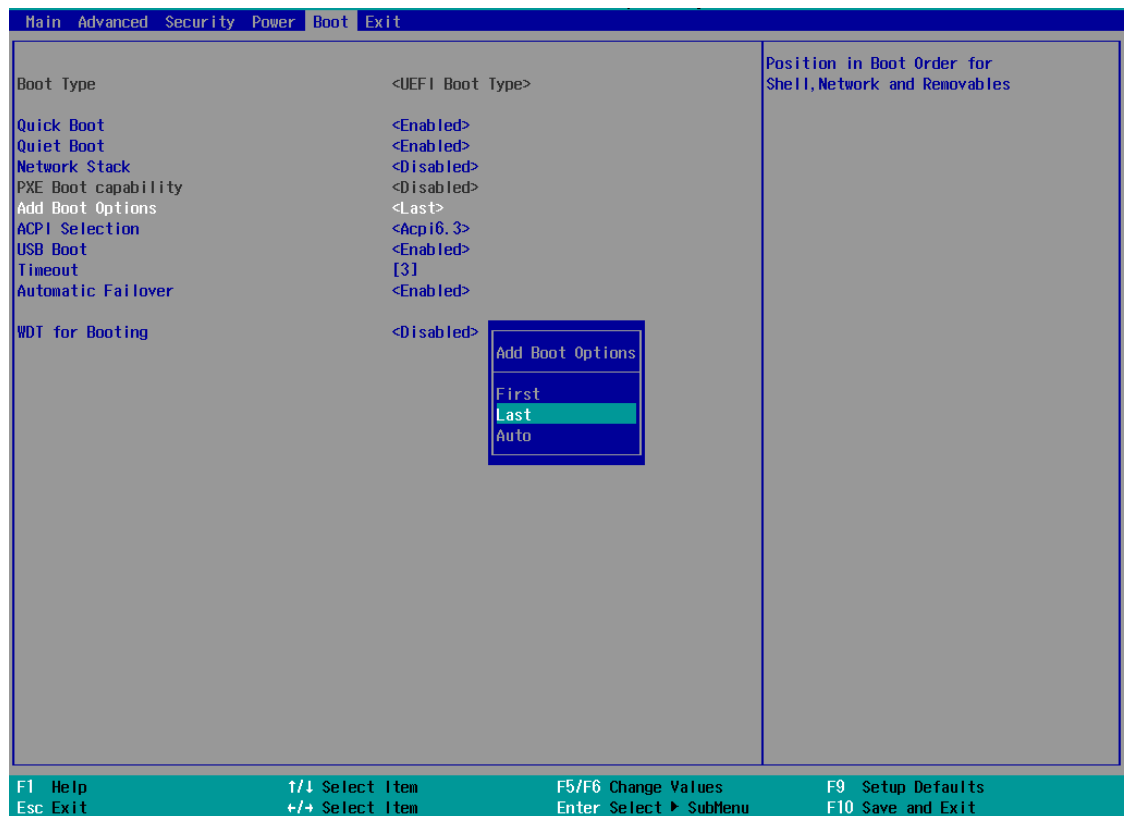 Main Advanced Security Power Boot Exit
Boot Type <UEFI Boot Type>
Quick Boot <Enabled>
Quiet Boot <Enabled>
Network Stack <Disabled>
PXE Boot capability <Disabled>
Add Boot Options <Last>
ACPI Selection <Acpi6.3>
USB Boot <Enabled>
Timeout [3]
Automatic Failover <Enabled>
WDT for Booting <Disabled>
Add Boot Options
First
Last
Auto
Position in Boot Order for
Shell,Network and Removables
F1 Help ↑/↓ Select Item F5/F6 Change Values F9 Setup Defaults
Esc Exit ←/→ Select Item Enter Select ▶ SubMenu F10 Save and Exit